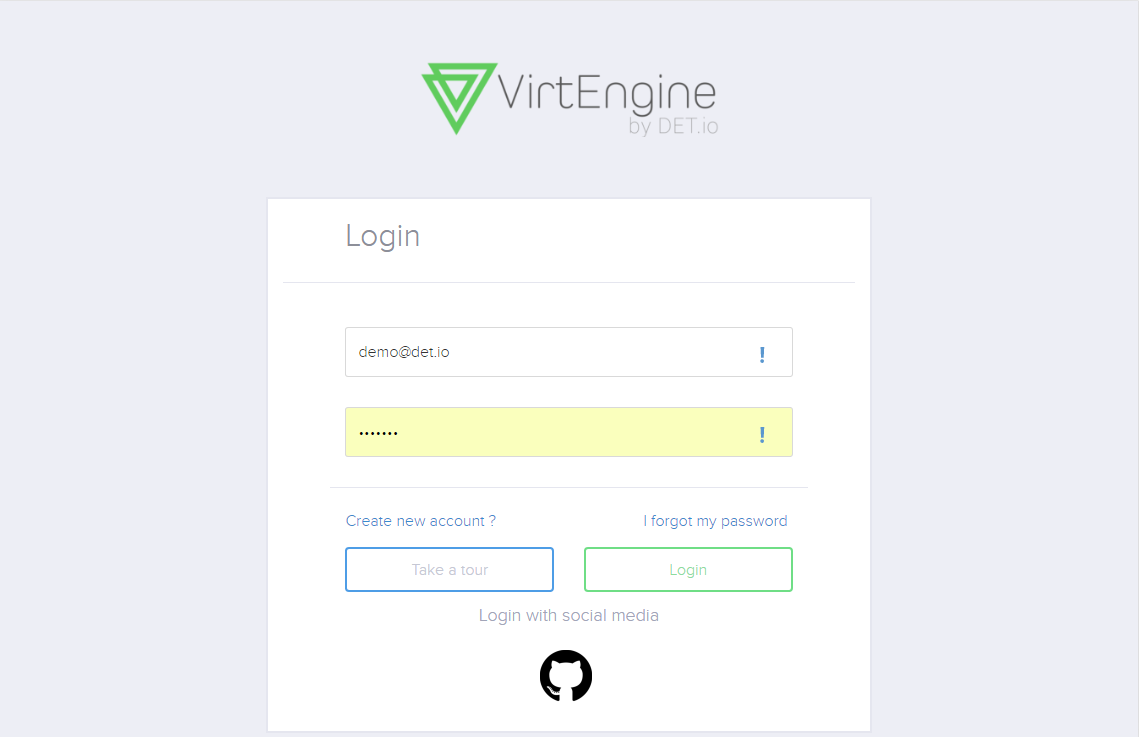 VirtEngine
by DET.io
Login
demo@det.io
!
•••••••
!
Create new account ?
I forgot my password
Take a tour
Login
Login with social media